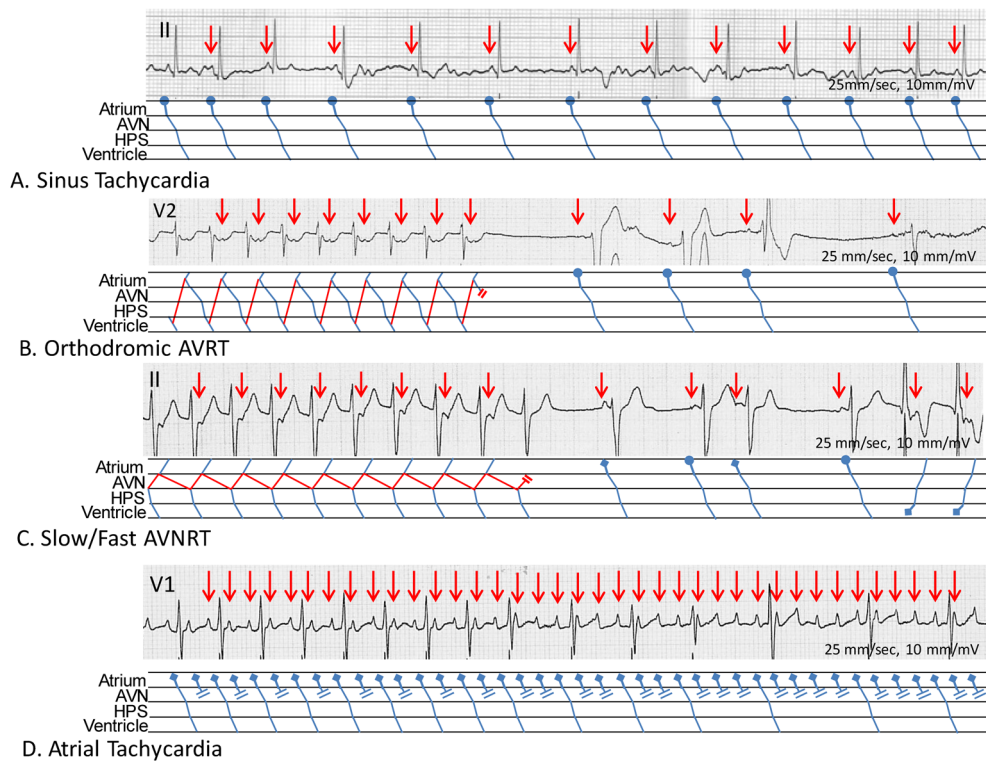 II
25mm/sec, 10mm/mV
Atrium
AVN
HPS
Ventricle
A. Sinus Tachycardia
V2
25 mm/sec, 10 mm/mV
Atrium
AVN
HPS
Ventricle
B. Orthodromic AVRT
II
25 mm/sec, 10 mm/mV
Atrium
AVN
HPS
Ventricle
C. Slow/Fast AVNRT
V1
25 mm/sec, 10 mm/mV
Atrium
AVN
HPS
Ventricle
D. Atrial Tachycardia